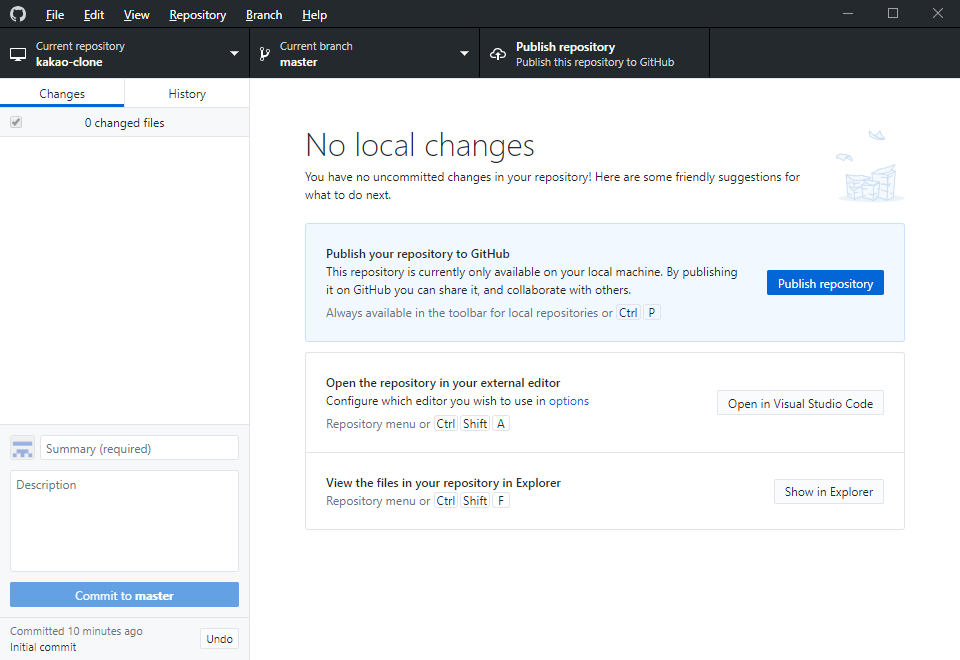 File Edit View Repository Branch Help
Current repository
kakao-clone
Current branch
master
Publish repository
Publish this repository to GitHub
Changes
History
0 changed files
No local changes
You have no uncommitted changes in your repository! Here are some friendly suggestions for
what to do next.
Publish your repository to GitHub
This repository is currently only available on your local machine. By publishing
it on GitHub you can share it, and collaborate with others.
Always available in the toolbar for local repositories or Ctrl P
Publish repository
Open the repository in your external editor
Configure which editor you wish to use in options
Repository menu or Ctrl Shift A
Open in Visual Studio Code
View the files in your repository in Explorer
Repository menu or Ctrl Shift F
Show in Explorer
Summary (required)
Description
Commit to master
Committed 10 minutes ago
Initial commit
Undo